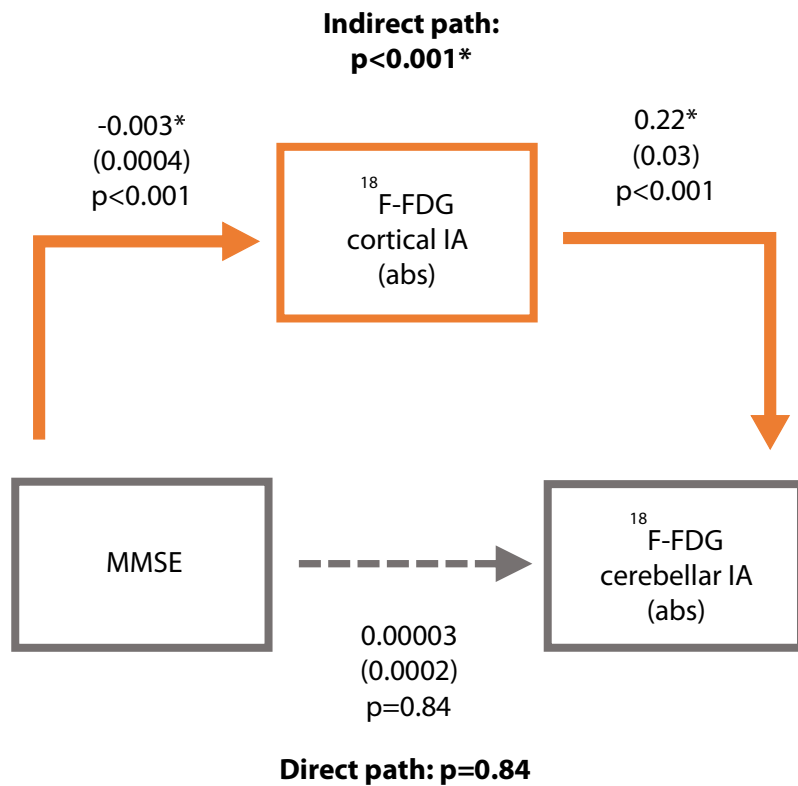 Indirect path:
p<0.001*
-0.003*
(0.0004)
p<0.001
0.22*
(0.03)
p<0.001
18
F-FDG
cortical IA
(abs)
MMSE
18
F-FDG
cerebellar IA
(abs)
0.00003
(0.0002)
p=0.84
Direct path: p=0.84